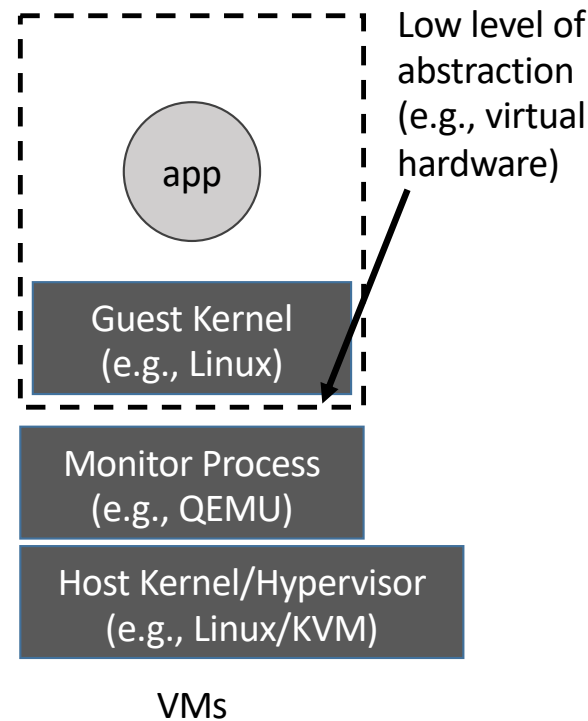 Low level of
abstraction
(e.g., virtual
hardware)
app
Guest Kernel
(e.g., Linux)
Monitor Process
(e.g., QEMU)
Host Kernel/Hypervisor
(e.g., Linux/KVM)
VMs